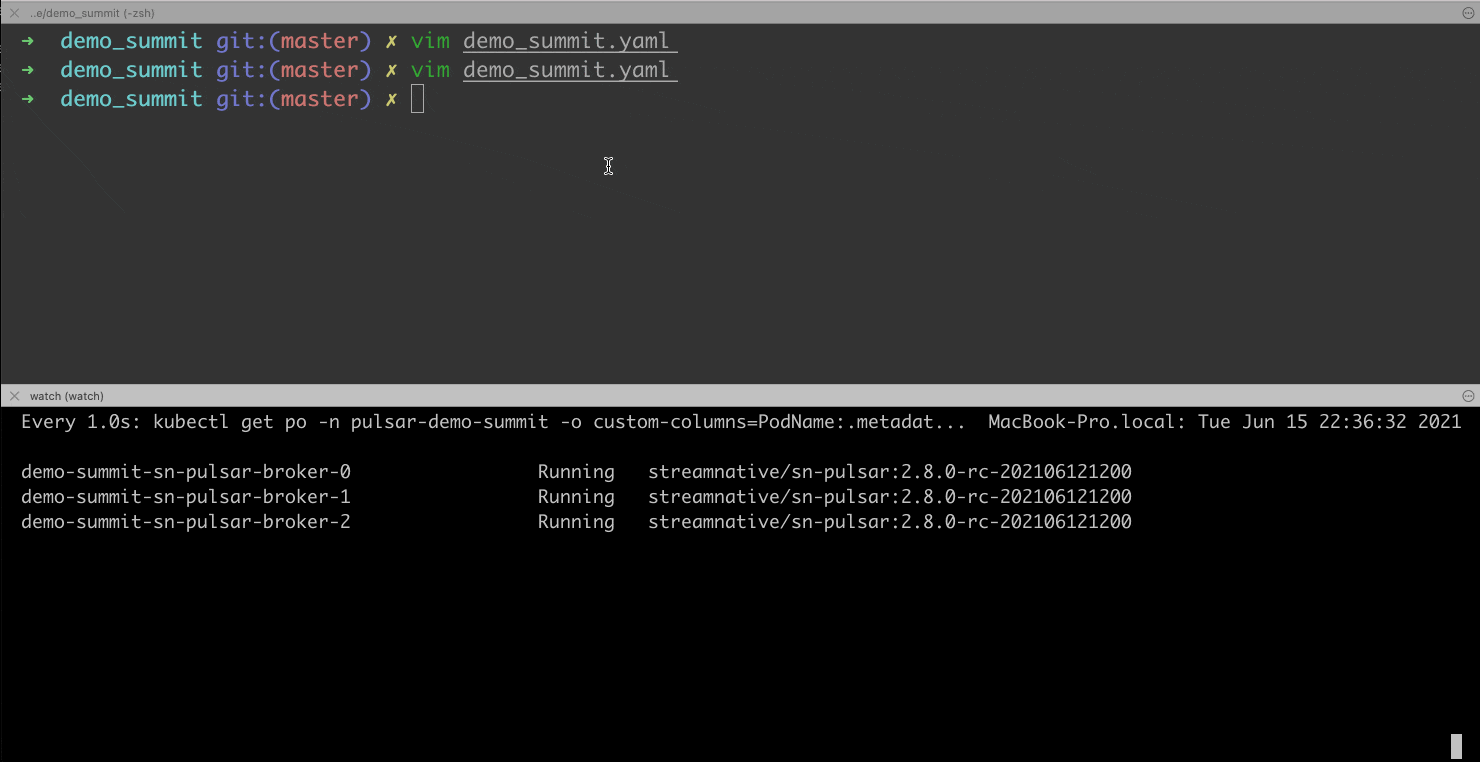 ..e/demo_summit (-zsh)
➜ demo_summit git:(master) ✗ vim demo_summit.yaml
➜ demo_summit git:(master) ✗ vim demo_summit.yaml
➜ demo_summit git:(master) ✗
watch (watch)
Every 1.0s: kubectl get po -n pulsar-demo-summit -o custom-columns=PodName:.metadat... MacBook-Pro.local: Tue Jun 15 22:36:32 2021
demo-summit-sn-pulsar-broker-0 Running streamnative/sn-pulsar:2.8.0-rc-202106121200
demo-summit-sn-pulsar-broker-1 Running streamnative/sn-pulsar:2.8.0-rc-202106121200
demo-summit-sn-pulsar-broker-2 Running streamnative/sn-pulsar:2.8.0-rc-202106121200